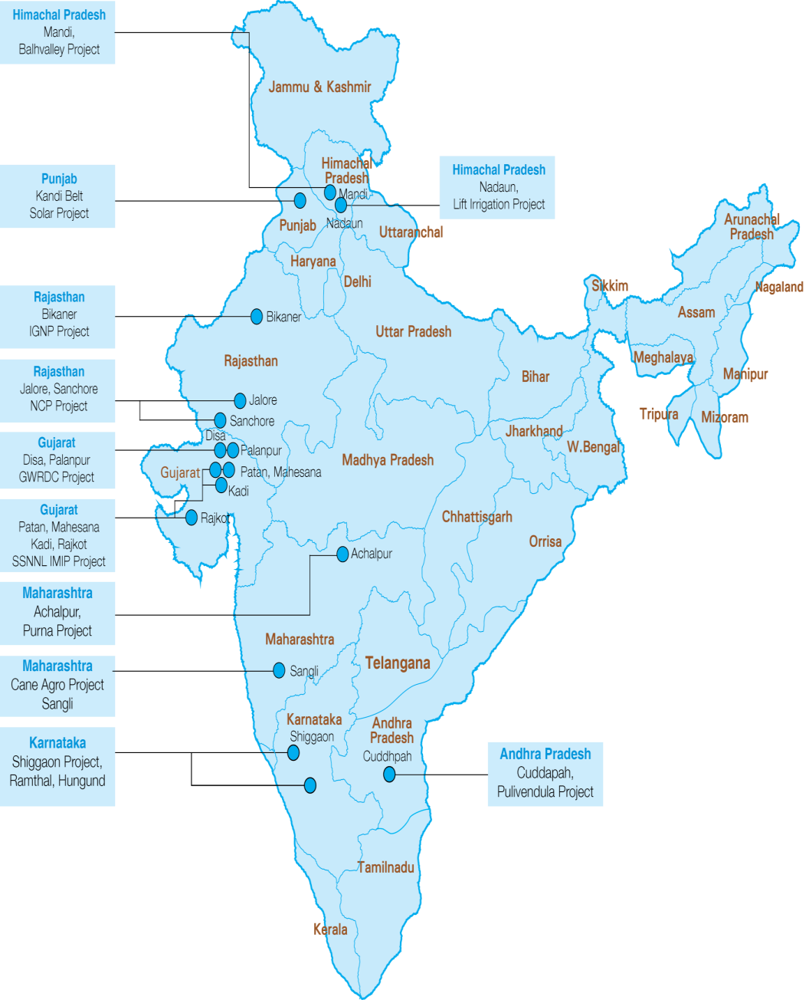 Himachal Pradesh
Mandi,
Balhvalley Project
Punjab
Kandi Belt
Solar Project
Rajasthan
Bikaner
IGNP Project
Rajasthan
Jalore, Sanchore
NCP Project
Gujarat
Disa, Palanpur
GWRDC Project
Gujarat
Patan, Mahesana
Kadi, Rajkot
SSNNL IMIP Project
Maharashtra
Achalpur,
Purna Project
Maharashtra
Cane Agro Project
Sangli
Karnataka
Shiggaon Project,
Ramthal, Hungund
Jammu & Kashmir
Himachal
Pradesh
Mandi
Nadaun
Punjab
Uttaranchal
Haryana
Delhi
Bikaner
Uttar Pradesh
Rajasthan
Jalore
Sanchore
Disa
Palanpur
Gujarat
Patan, Mahesana
Kadi
Rajkot
Madhya Pradesh
Achalpur
Maharashtra
Sangli
Telangana
Karnataka
Shiggaon
Andhra
Pradesh
Cuddhpah
Tamilnadu
Kerala
Himachal Pradesh
Nadaun,
Lift Irrigation Project
Arunachal
Pradesh
Nagaland
Sikkim
Assam
Meghalaya
Manipur
Tripura
Mizoram
Bihar
Jharkhand
W.Bengal
Chhattisgarh
Orrisa
Andhra Pradesh
Cuddapah,
Pulivendula Project